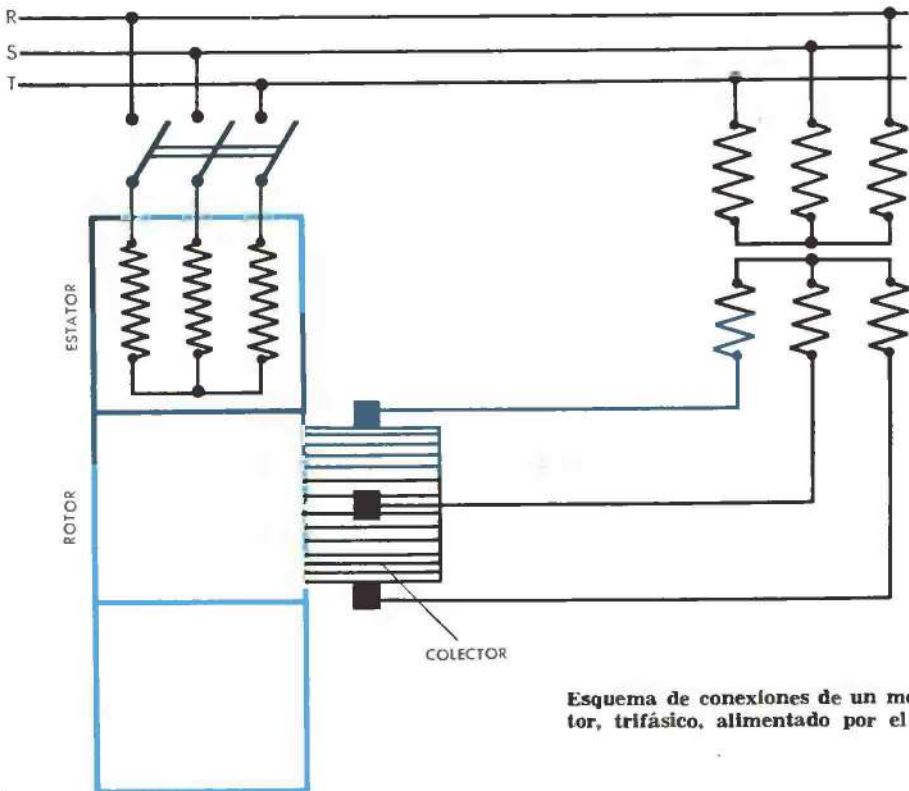 R
S
T
ESTATOR
ROTOR
COLECTOR
Esquema de conexiones de un mo
tor, trifásico, alimentado por el